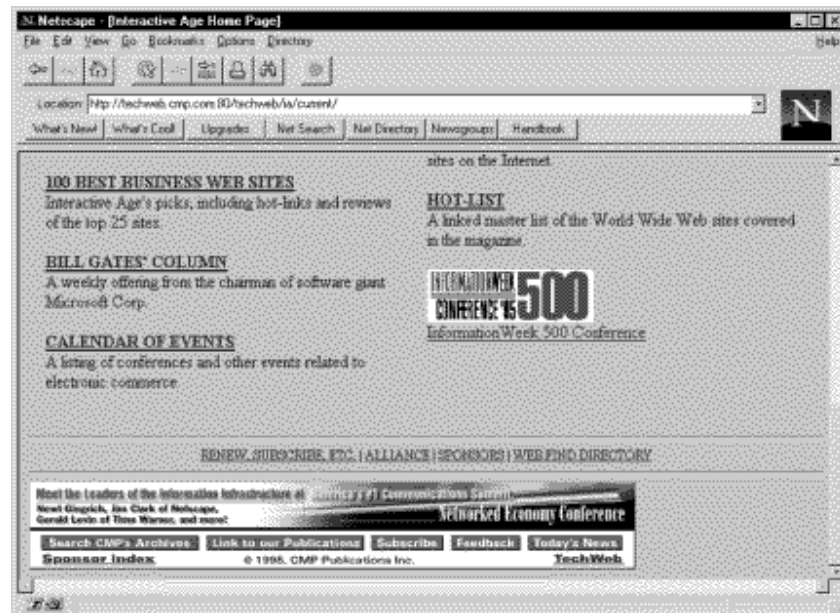 Netscape - [Interactive Age Home Page]
File Edit View Go Bookmarks Options Directory Help
Location: http://techweb.cmp.com:80/techweb/ia/current/
N
What's New! What's Cool! Upgrades Net Search Net Directory Newsgroups Handbook
sites on the Internet.
100 BEST BUSINESS WEB SITES
Interactive Age's picks, including hot-links and reviews
of the top 25 sites.
HOT-LIST
A linked master list of the World Wide Web sites covered
in the magazine.
BILL GATES' COLUMN
A weekly offering from the chairman of software giant
Microsoft Corp.
INFORMATIONWEEK
CONFERENCE '95
500
InformationWeek 500 Conference
CALENDAR OF EVENTS
A listing of conferences and other events related to
electronic commerce
RENEW, SUBSCRIBE, ETC. | ALLIANCE | SPONSORS | WEB FIND DIRECTORY
Meet the Leaders of the Information Infrastructure at America's #1 Communications Summit
Newt Gingrich, Jim Clark of Netscape,
Gerald Levin of Time Warner, and more!
Networked Economy Conference
Search CMP's Archives Link to our Publications Subscribe Feedback Today's News
Sponsor Index © 1995, CMP Publications Inc. TechWeb